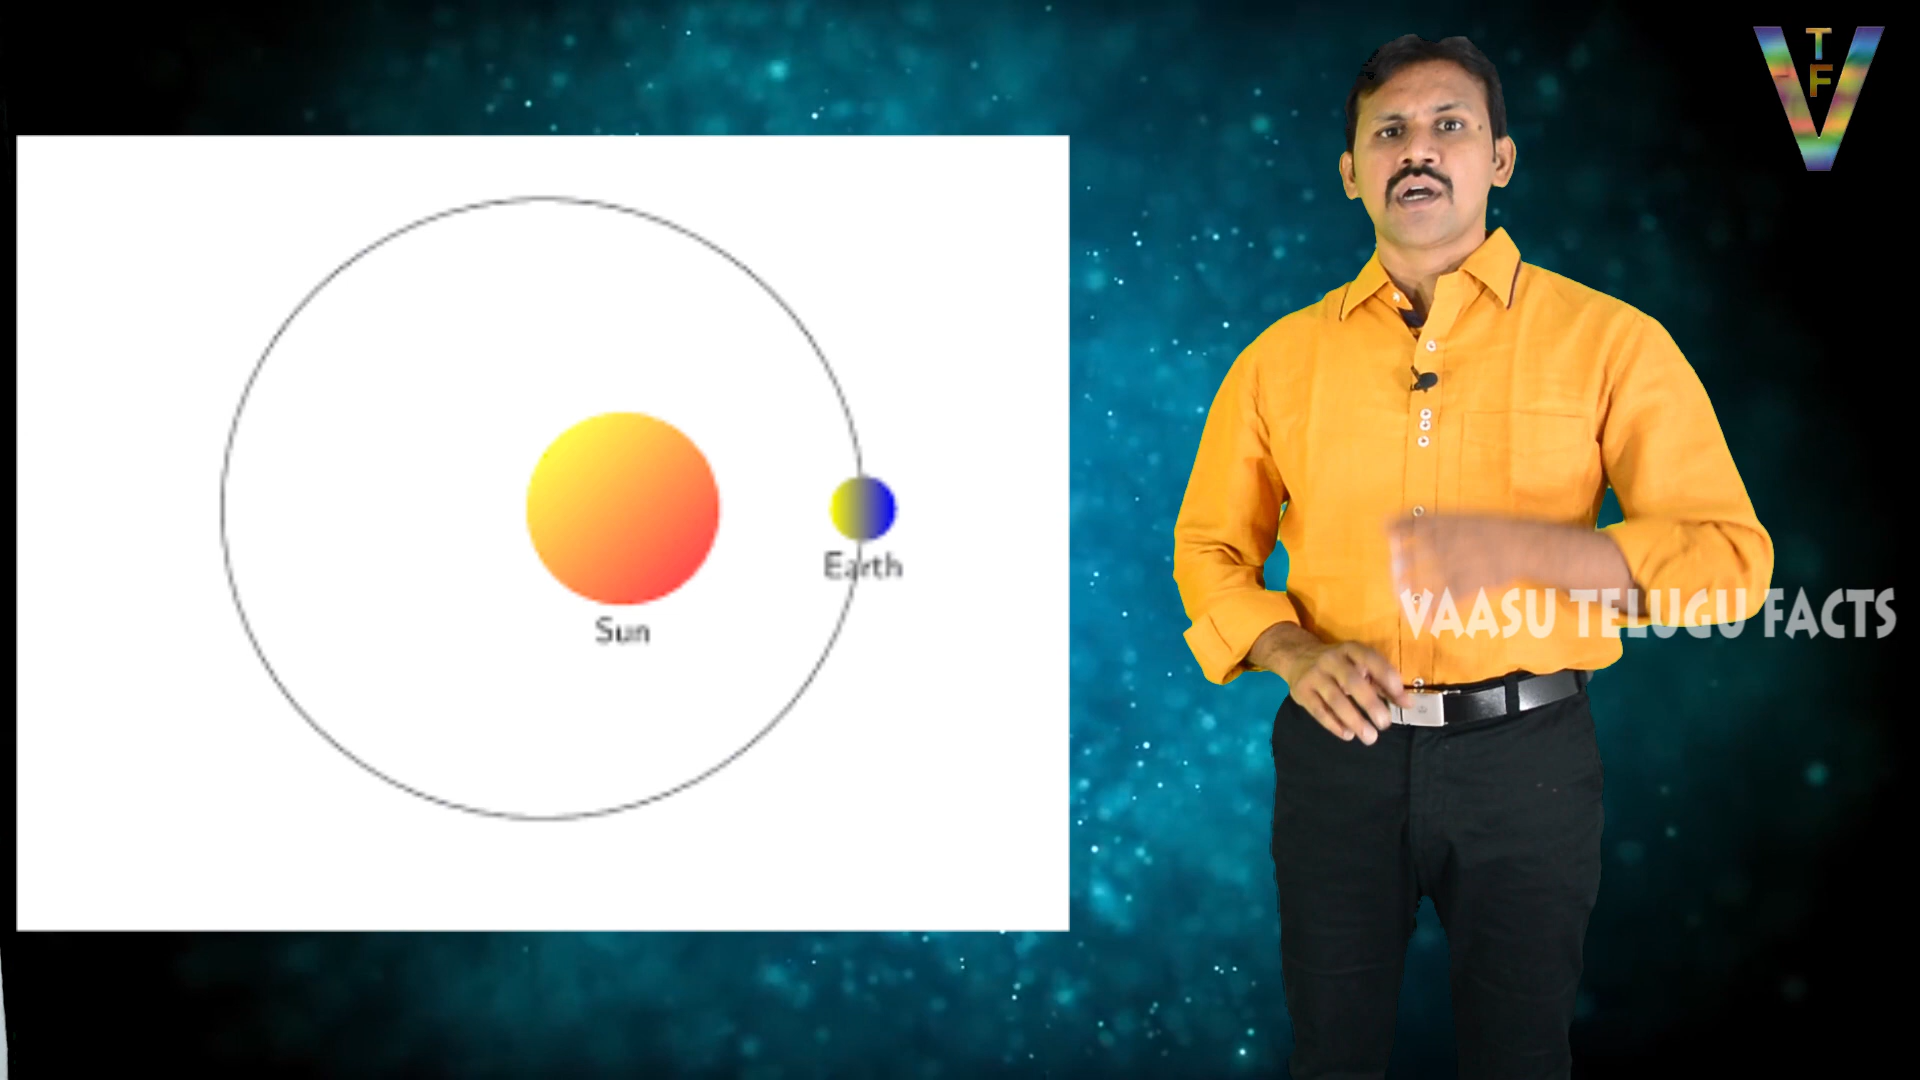 T
F
V
Earth
Sun
VAASU TELUGU FACTS